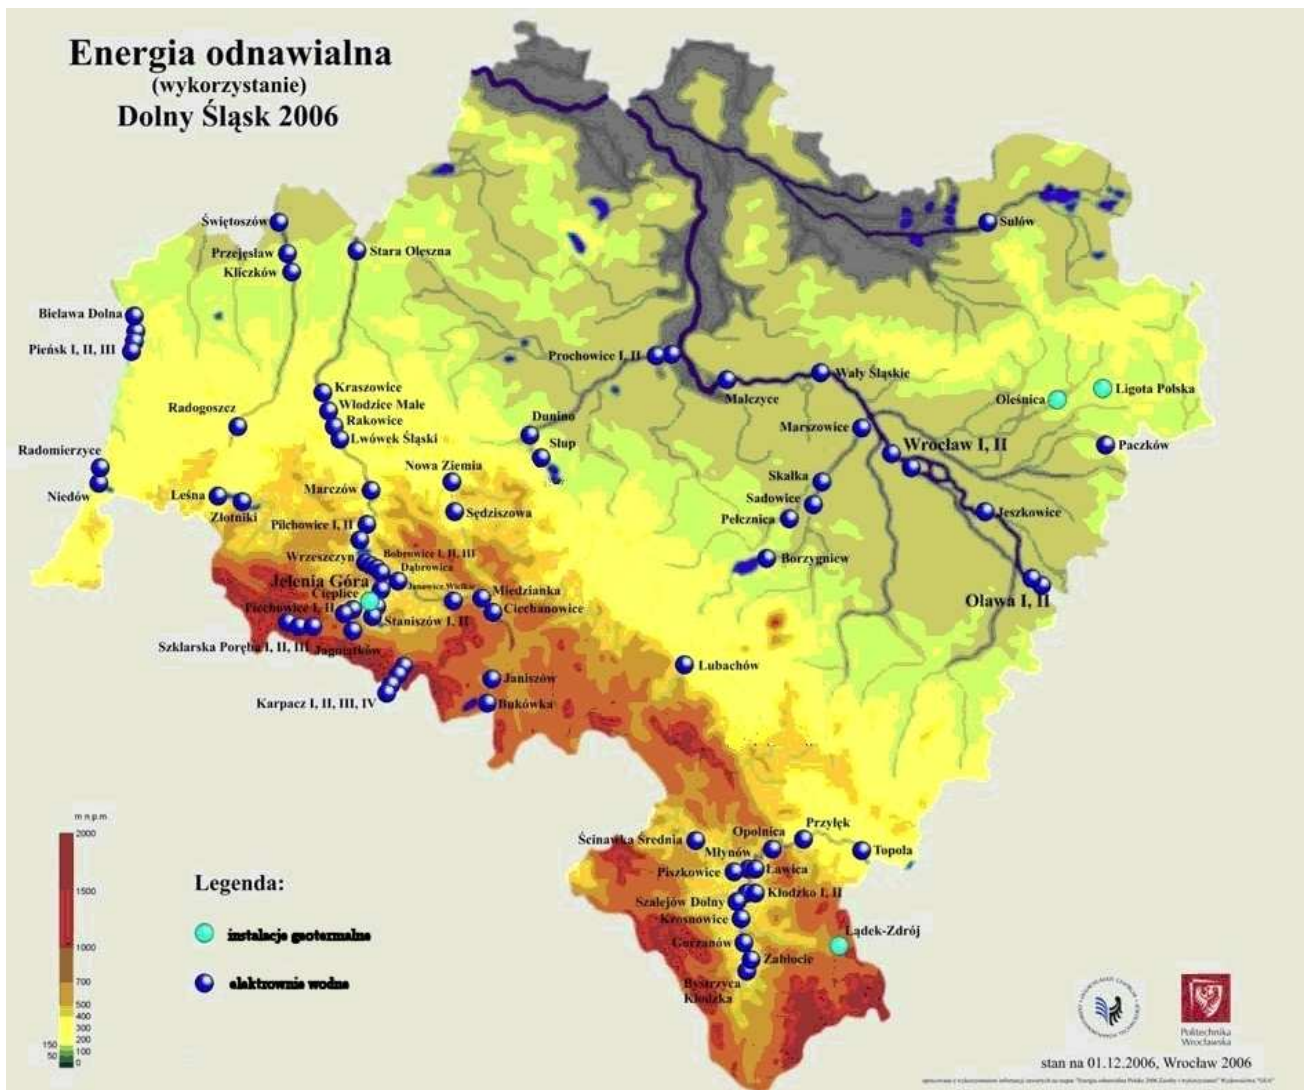 Energia odnawialna
(wykorzystanie)
Dolny Śląsk 2006
Świętoszów
Przejęsław
Kliczków
Stara Olęszna
Sułów
Bielawa Dolna
Pieńsk I, II, III
Prochowice I, II
Wały Śląskie
Malczyce
Ligota Polska
Oleśnica
Kraszowice
Włodzice Małe
Rakowice
Lwówek Śląski
Radogoszcz
Dunino
Słup
Marszowice
Wrocław I, II
Paczków
Radomierzyce
Niedów
Nowa Ziemia
Skałka
Sadowice
Pełcznica
Leśna
Złotniki
Marczów
Sędziszowa
Jeszkowice
Pilchowice I, II
Wrzeszczyn
Bobrowice I, II, III
Dąbrowica
Borzygniew
Jelenia Góra
Janowice Wielkie
Cieplice
Miedzianka
Piechowice I, II
Ciechanowice
Oława I, II
Staniszów I, II
Szklarska Poręba I, II, III
Jagniątków
Lubachów
Karpacz I, II, III, IV
Janiszów
Bukówka
m n.p.m.
2000
1500
1000
700
500
400
300
200
150
100
50
0
Ścinawka Średnia
Opolnica
Przyłęk
Młynów
Topola
Piszkowice
Ławica
Kłodzko I, II
Szalejów Dolny
Krosnowice
Gorzanów
Lądek-Zdrój
Zabłocie
Bystrzyca
Kłodzka
Legenda:
instalacje geotermalne
elektrownie wodne
Politechnika
Wrocławska
stan na 01.12.2006, Wrocław 2006